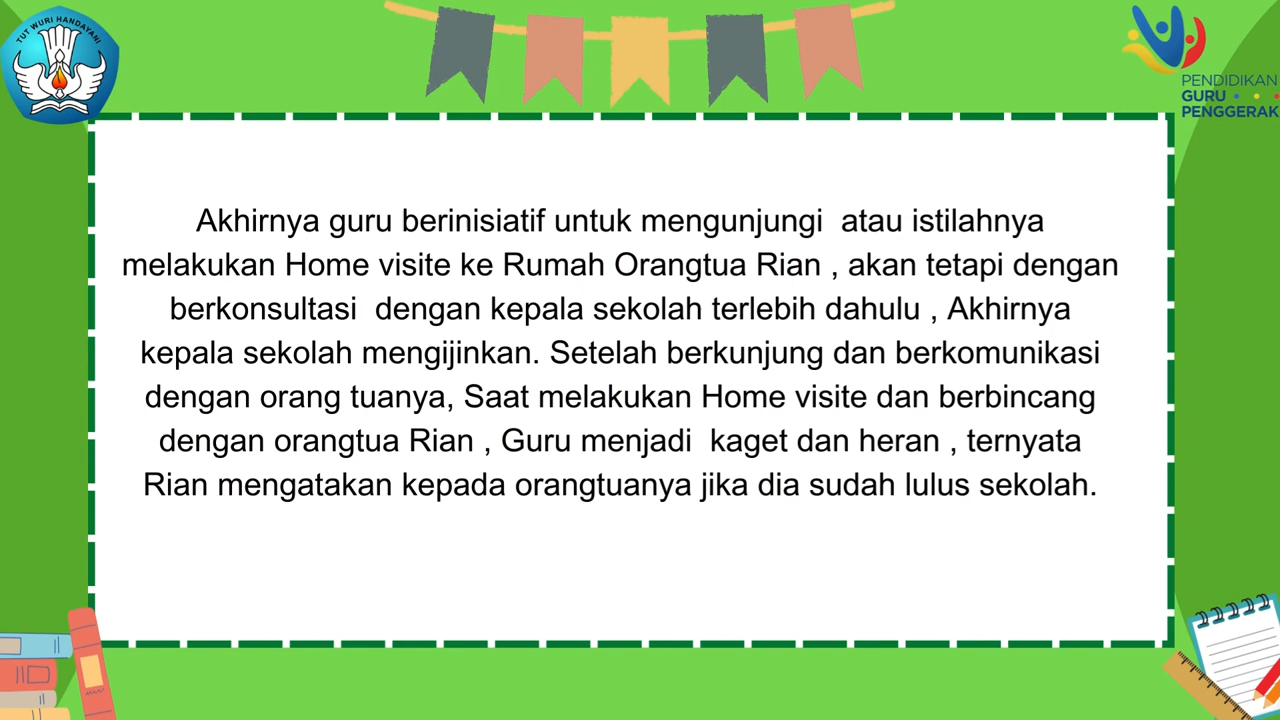 TUT WURI HANDAYANI
PENDIDIKAN
GURU
PENGGERAK
Akhirnya guru berinisiatif untuk mengunjungi  atau istilahnya
melakukan Home visite ke Rumah Orangtua Rian , akan tetapi dengan
berkonsultasi  dengan kepala sekolah terlebih dahulu , Akhirnya
kepala sekolah mengijinkan. Setelah berkunjung dan berkomunikasi
dengan orang tuanya, Saat melakukan Home visite dan berbincang
dengan orangtua Rian , Guru menjadi  kaget dan heran , ternyata
Rian mengatakan kepada orangtuanya jika dia sudah lulus sekolah.